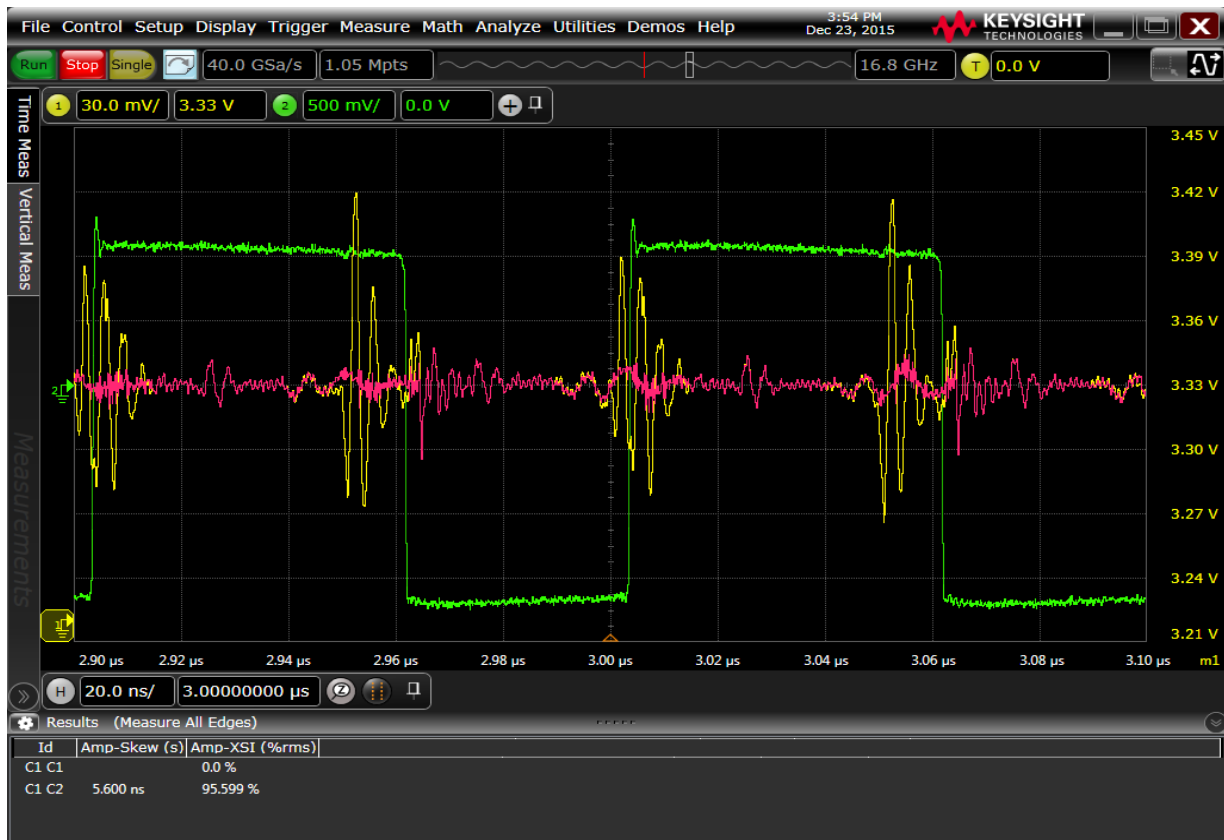 File Control Setup Display Trigger Measure Math Analyze Utilities Demos Help
3:54 PM
Dec 23, 2015
KEYSIGHT
TECHNOLOGIES
Run Stop Single 40.0 GSa/s 1.05 Mpts 16.8 GHz T 0.0 V
1 30.0 mV/ 3.33 V 2 500 mV/ 0.0 V
Time Meas
Vertical Meas
Measurements
3.45 V
3.42 V
3.39 V
3.36 V
2 3.33 V
3.30 V
3.27 V
3.24 V
1 3.21 V
2.90 µs 2.92 µs 2.94 µs 2.96 µs 2.98 µs 3.00 µs 3.02 µs 3.04 µs 3.06 µs 3.08 µs 3.10 µs m1
H 20.0 ns/ 3.00000000 µs Z
Results (Measure All Edges)
Id Amp-Skew (s) Amp-XSI (%rms)
C1 C1 0.0 %
C1 C2 5.600 ns 95.599 %